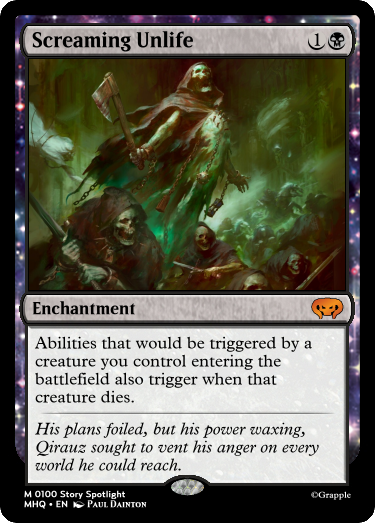 Screaming Unlife
1
Enchantment
Abilities that would be triggered by a
creature you control entering the
battlefield also trigger when that
creature dies.
His plans foiled, but his power waxing,
Qirauz sought to vent his anger on every
world he could reach.
M 0100 Story Spotlight
MHQ • EN Paul Dainton
©Grapple